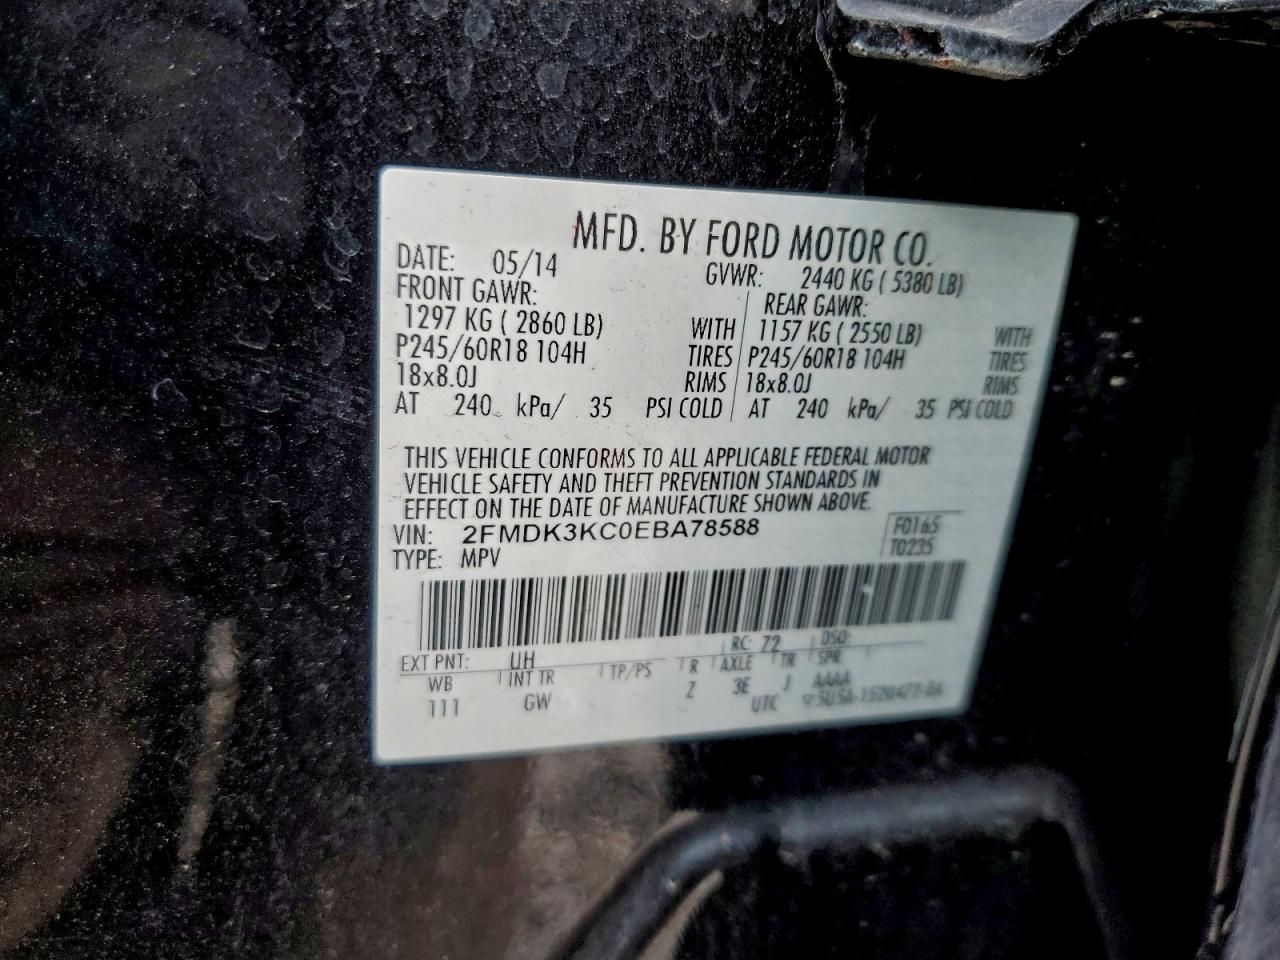 MFD. BY FORD MOTOR CO.
DATE: 05/14 GVWR: 2440 KG ( 5380 LB)
FRONT GAWR: REAR GAWR:
1297 KG ( 2860 LB) WITH 1157 KG ( 2550 LB) WITH
P245/60R18 104H TIRES P245/60R18 104H TIRES
18x8.0J RIMS 18x8.0J RIMS
AT 240 kPa/ 35 PSI COLD AT 240 kPa/ 35 PSI COLD
THIS VEHICLE CONFORMS TO ALL APPLICABLE FEDERAL MOTOR
VEHICLE SAFETY AND THEFT PREVENTION STANDARDS IN
EFFECT ON THE DATE OF MANUFACTURE SHOWN ABOVE.
VIN: 2FMDK3KC0EBA78588 F0165
TYPE: MPV T0235
EXT PNT: UH RC: 72 DSO:
WB INT TR TP/PS R AXLE TR SPR
111 GW Z 3E J AAAA
UTC